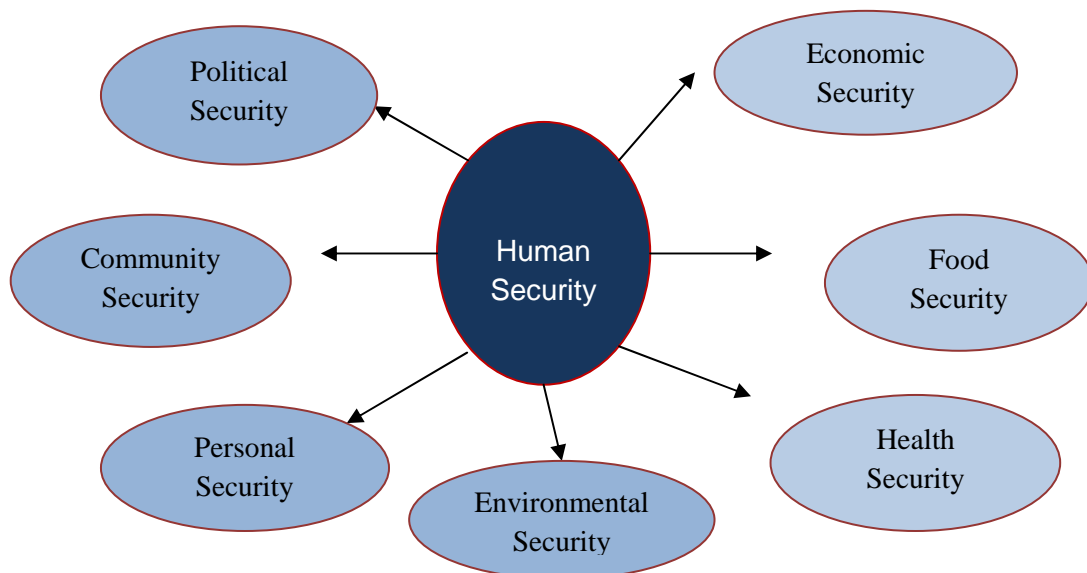 Political
Security
Economic
Security
Community
Security
Human
Security
Food
Security
Personal
Security
Environmental
Security
Health
Security